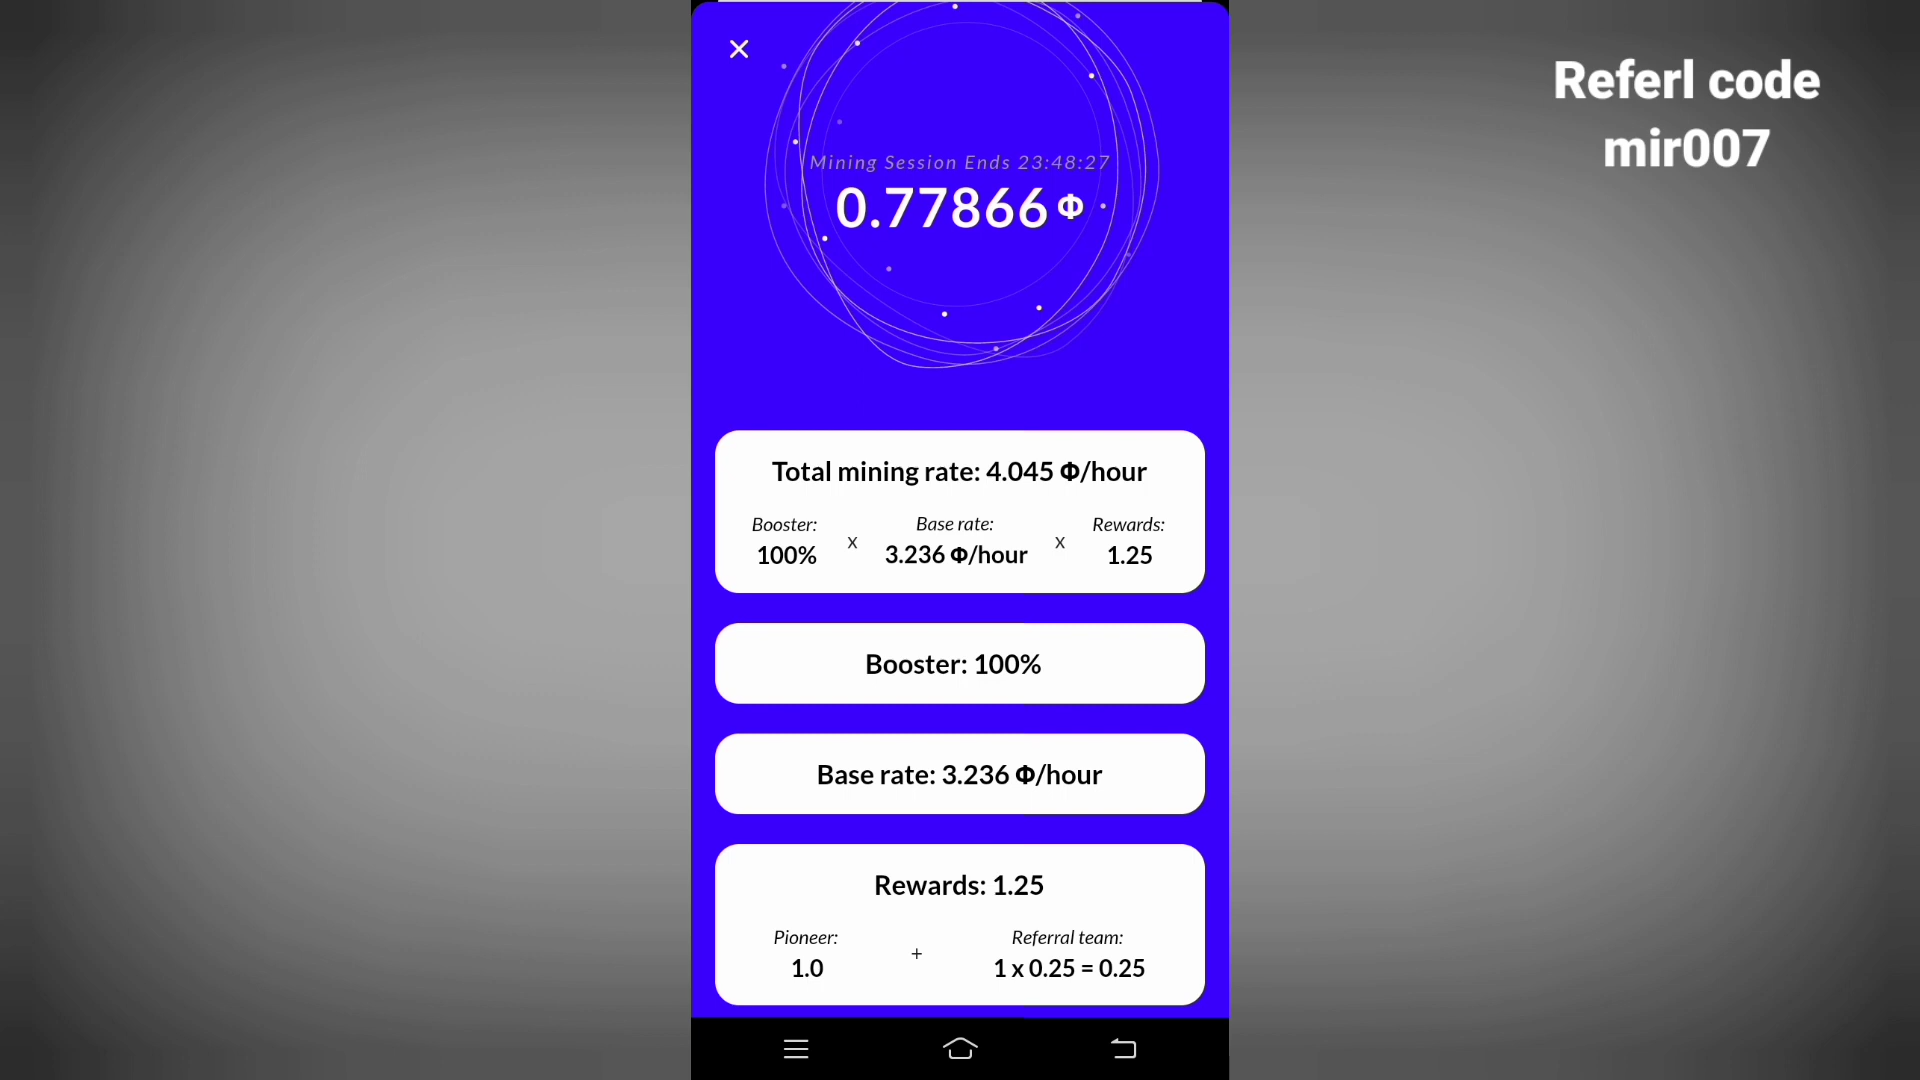 Referl code
mir007
Mining Session Ends 23:48:27
0.77866 Φ
Total mining rate: 4.045 Φ/hour
Booster: x Base rate: x Rewards:
100% 3.236 Φ/hour 1.25
Booster: 100%
Base rate: 3.236 Φ/hour
Rewards: 1.25
Pioneer: + Referral team:
1.0 1 x 0.25 = 0.25